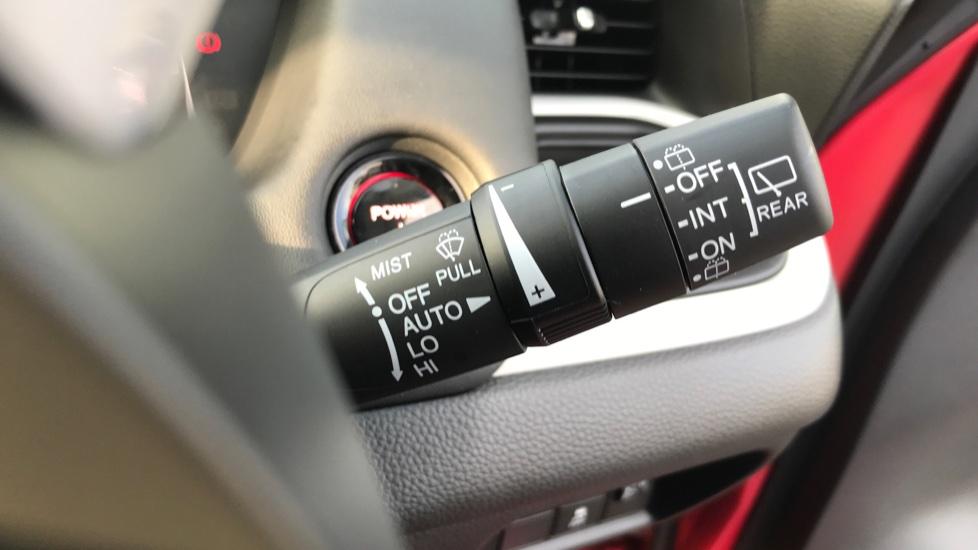 POWER
MIST
PULL
OFF
AUTO
LO
HI
-
+
OFF
INT
ON
REAR